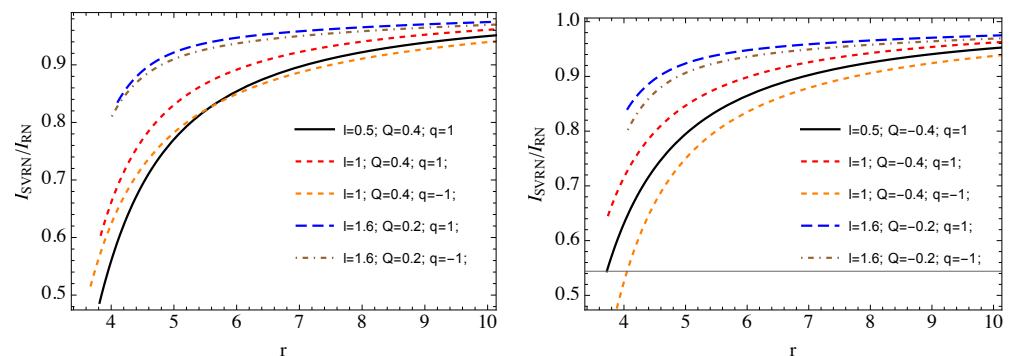 I_SVRN/I_RN
0.9
0.8
0.7
0.6
0.5
l=0.5; Q=0.4; q=1
l=1; Q=0.4; q=1;
l=1; Q=0.4; q=-1;
l=1.6; Q=0.2; q=1;
l=1.6; Q=0.2; q=-1;
4 5 6 7 8 9 10
r
I_SVRN/I_RN
1.0
0.9
0.8
0.7
0.6
0.5
l=0.5; Q=-0.4; q=1
l=1; Q=-0.4; q=1;
l=1; Q=-0.4; q=-1;
l=1.6; Q=-0.2; q=1;
l=1.6; Q=-0.2; q=-1;
4 5 6 7 8 9 10
r